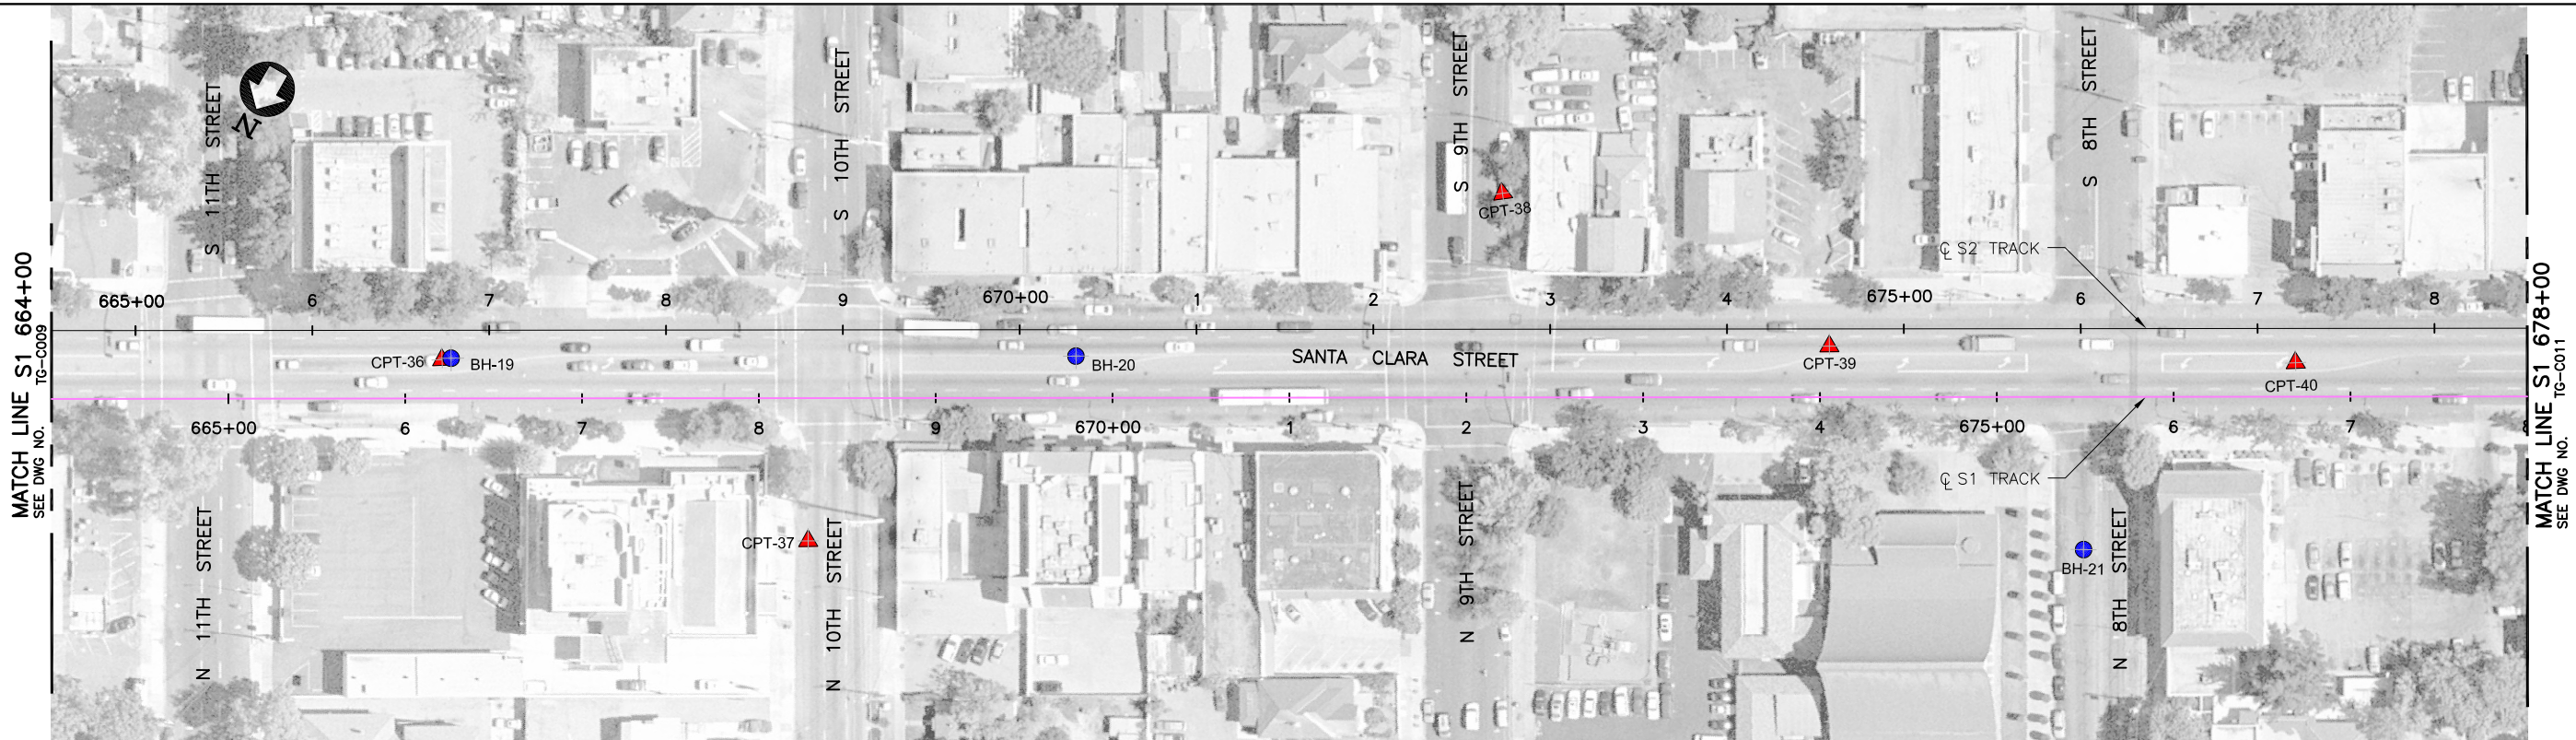 MATCH LINE S1 664+00
SEE DWG NO. TG-C009
N
S 11TH STREET
S 10TH STREET
S 9TH STREET
S 8TH STREET
CPT-38
℄ S2 TRACK
665+00 6 7 8 9 670+00 1 2 3 4 675+00 6 7 8
CPT-36 BH-19 BH-20 SANTA CLARA STREET CPT-39 CPT-40
665+00 6 7 8 9 670+00 1 2 3 4 675+00 6 7 8
℄ S1 TRACK
CPT-37
BH-21
N 11TH STREET
N 10TH STREET
N 9TH STREET
N 8TH STREET
MATCH LINE S1 678+00
SEE DWG NO. TG-C011